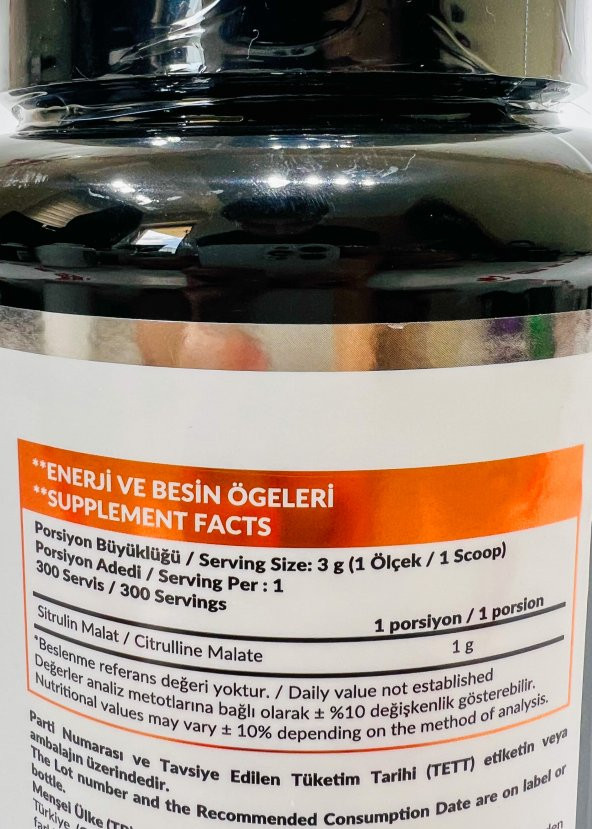 **ENERJİ VE BESİN ÖGELERİ
**SUPPLEMENT FACTS
Porsiyon Büyüklüğü / Serving Size: 3 g (1 Ölçek / 1 Scoop)
Porsiyon Adedi / Serving Per : 1
300 Servis / 300 Servings
1 porsiyon / 1 porsion
Sitrulin Malat / Citrulline Malate 1 g
*Beslenme referans değeri yoktur. / Daily value not established
Değerler analiz metotlarına bağlı olarak ± %10 değişkenlik gösterebilir.
Nutritional values may vary ± 10% depending on the method of analysis.
Parti Numarası ve Tavsiye Edilen Tüketim Tarihi (TETT) etiketin veya
ambalajın üzerindedir.
The Lot number and the Recommended Consumption Date are on label or
bottle.
Menşei Ülke
Türkiye